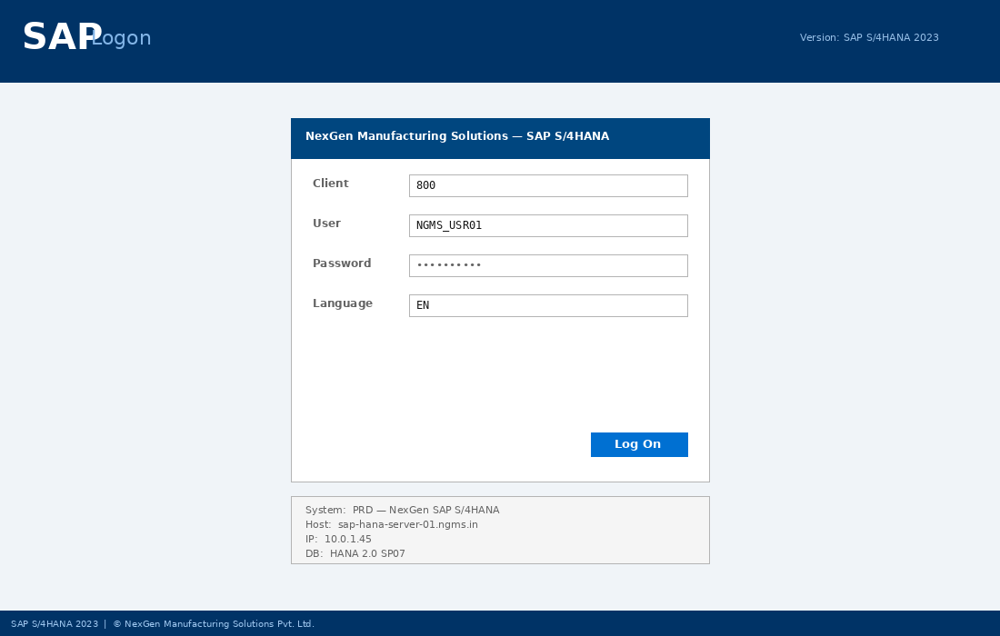 SAP Logon
Version: SAP S/4HANA 2023
NexGen Manufacturing Solutions — SAP S/4HANA
Client 800
User NGMS_USR01
Password ••••••••••
Language EN
Log On
System: PRD — NexGen SAP S/4HANA
Host: sap-hana-server-01.ngms.in
IP: 10.0.1.45
DB: HANA 2.0 SP07
SAP S/4HANA 2023 | © NexGen Manufacturing Solutions Pvt. Ltd.